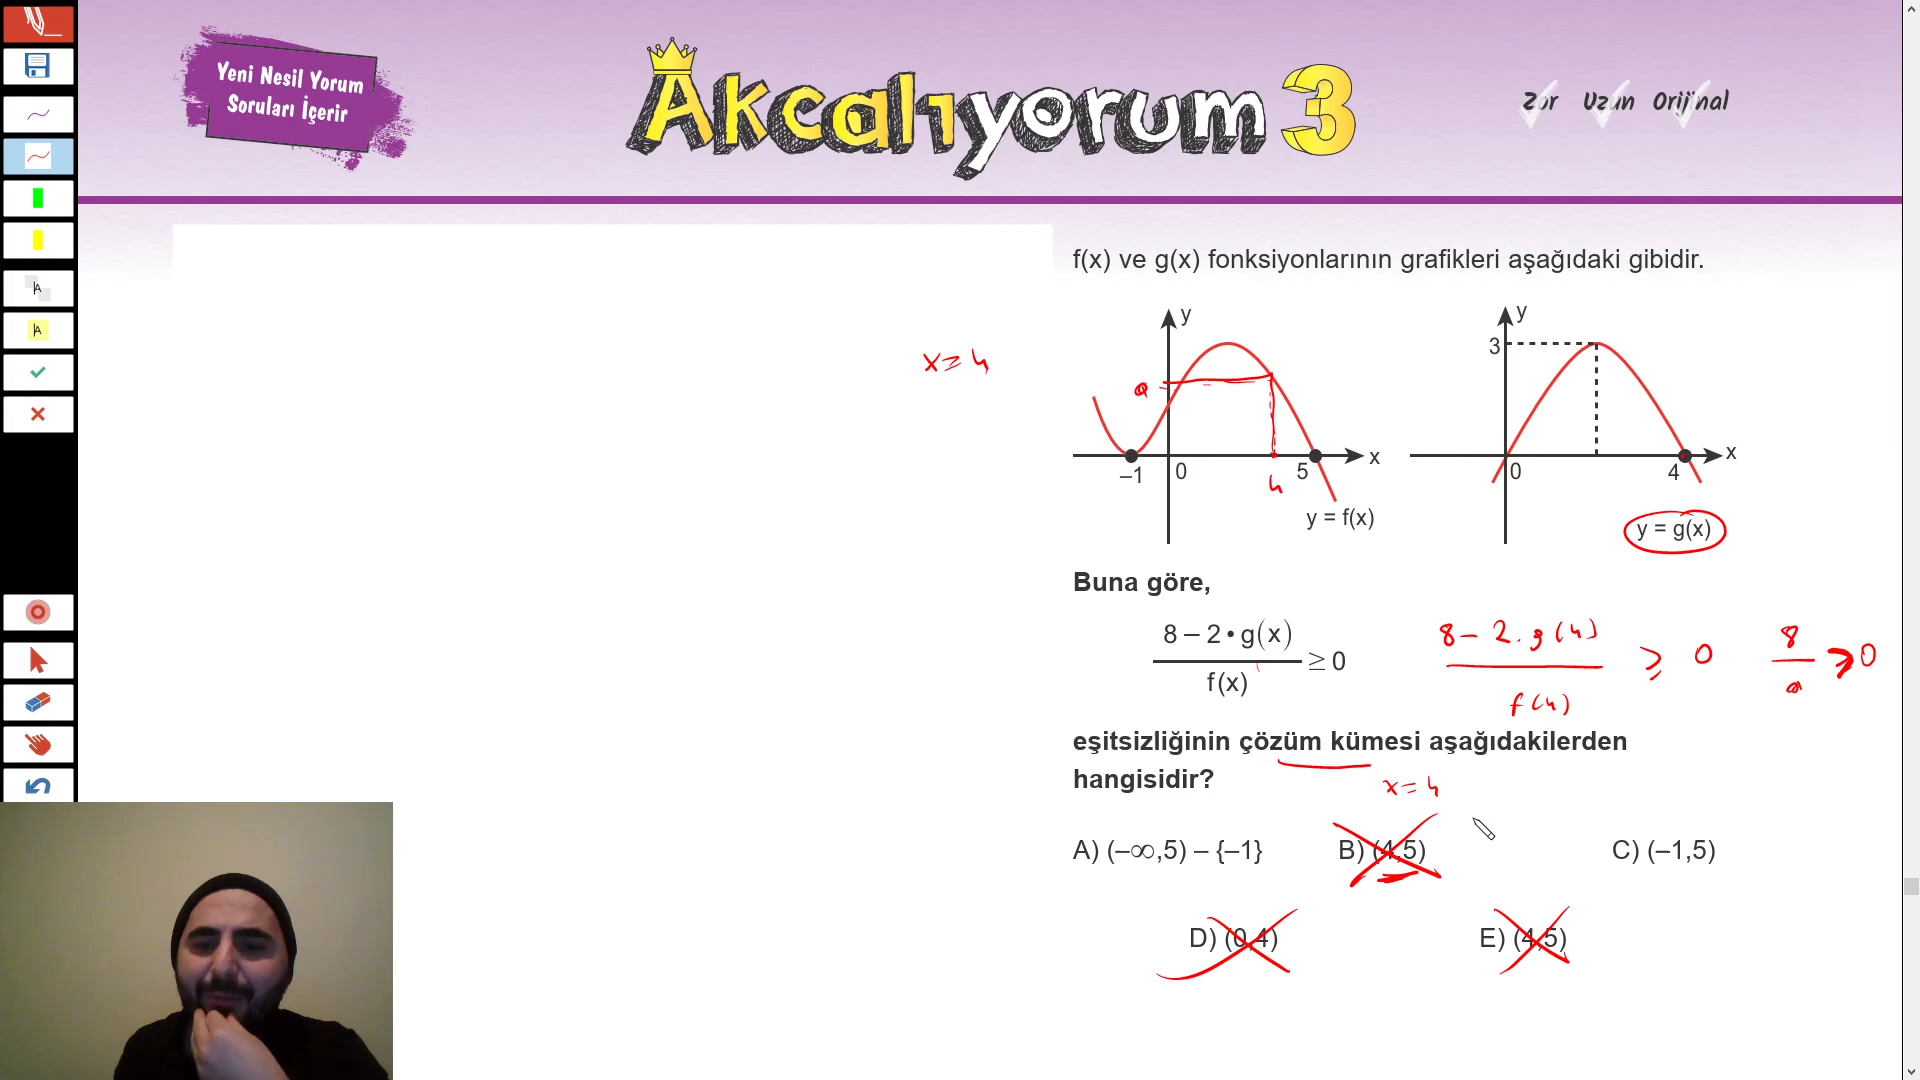 Yeni Nesil Yorum
Soruları İçerir
Akcalıyorum 3
Zor Uzun Orijinal
f(x) ve g(x) fonksiyonlarının grafikleri aşağıdaki gibidir.
x = 4
y
a
–1
0
4
5
x
y = f(x)
y
3
0
4
x
y = g(x)
Buna göre,
8 – 2 • g(x)
f(x)
≥ 0
8 – 2 . g(4)
f(4)
≥ 0
8
a
≥ 0
eşitsizliğinin çözüm kümesi aşağıdakilerden
hangisidir?
x = 4
A) (–∞,5) – {–1} B) (4,5) C) (–1,5)
D) (0,4) E) (4,5)